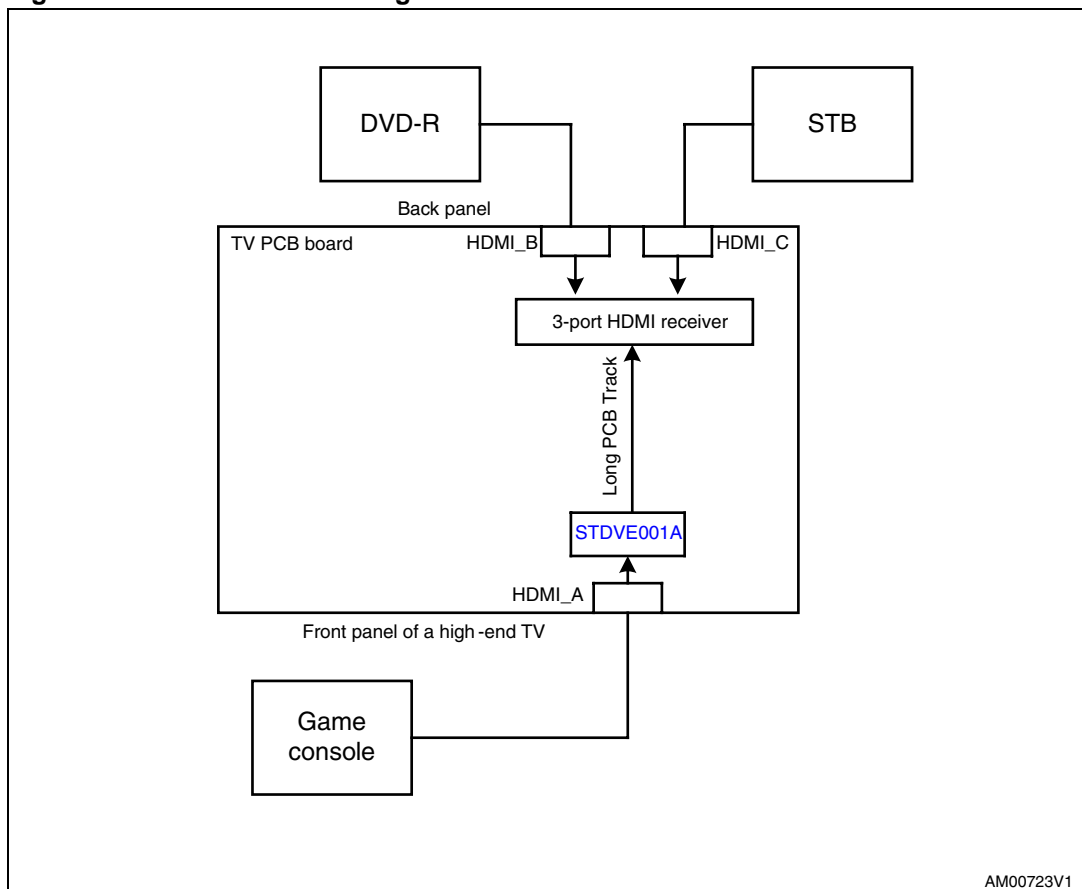 DVD-R
STB
Back panel
TV PCB board
HDMI_B
HDMI_C
3-port HDMI receiver
Long PCB Track
STDVE001A
HDMI_A
Front panel of a high-end TV
Game
console
AM00723V1